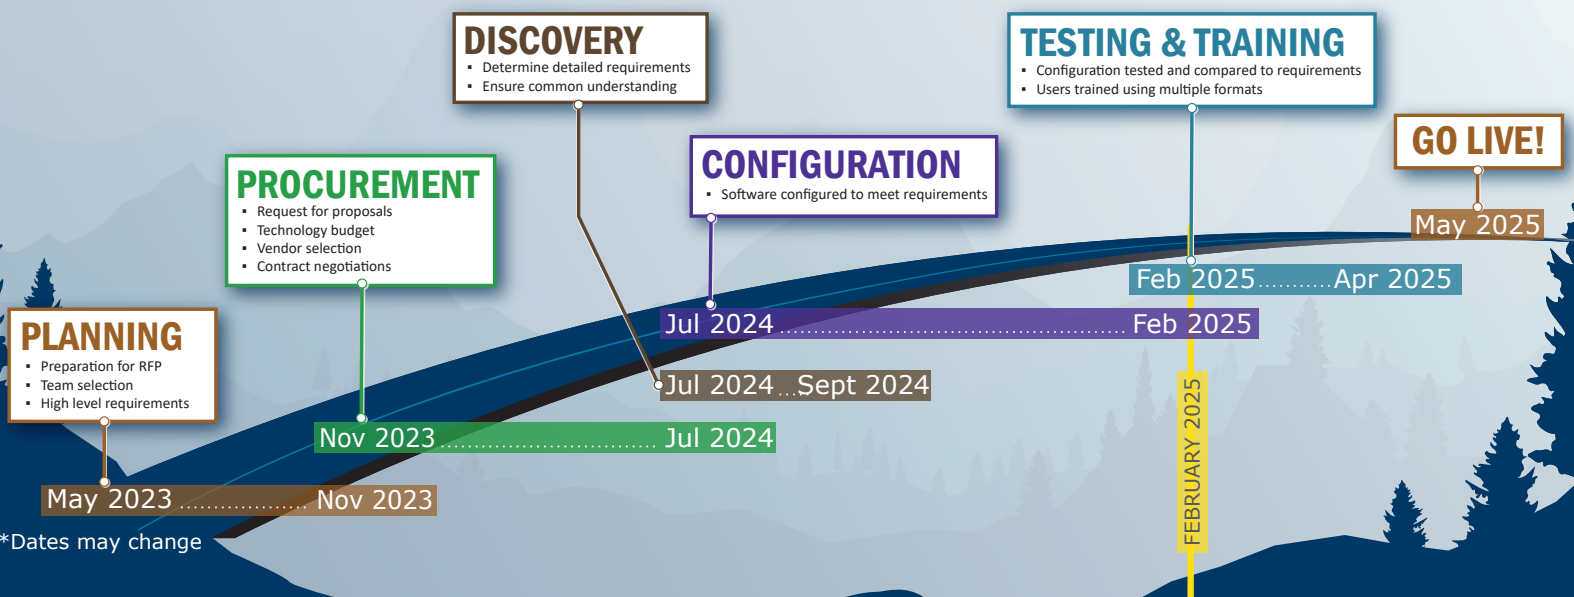 DISCOVERY
▪ Determine detailed requirements
▪ Ensure common understanding
TESTING & TRAINING
▪ Configuration tested and compared to requirements
▪ Users trained using multiple formats
GO LIVE!
CONFIGURATION
▪ Software configured to meet requirements
PROCUREMENT
▪ Request for proposals
▪ Technology budget
▪ Vendor selection
▪ Contract negotiations
PLANNING
▪ Preparation for RFP
▪ Team selection
▪ High level requirements
May 2025
Feb 2025...........Apr 2025
Jul 2024 ................................................ Feb 2025
Jul 2024 .....Sept 2024
Nov 2023.............................. Jul 2024
May 2023 .................. Nov 2023
FEBRUARY 2025
*Dates may change